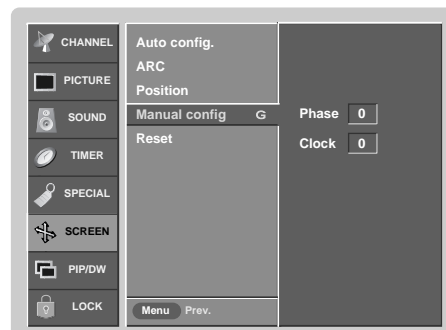 CHANNEL
PICTURE
SOUND
TIMER
SPECIAL
SCREEN
PIP/DW
LOCK
Auto config.
ARC
Position
Manual config G
Reset
Menu Prev.
Phase 0
Clock 0